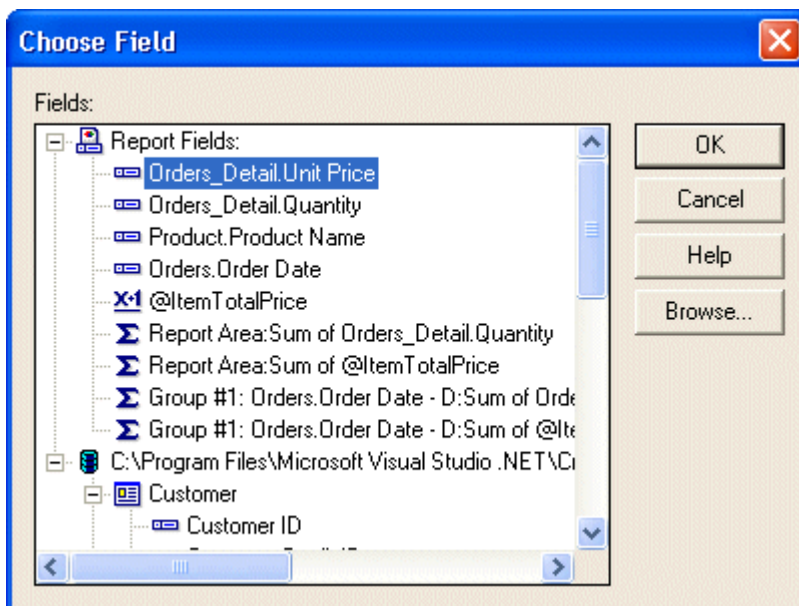 Choose Field
Fields:
Report Fields:
Orders_Detail.Unit Price
Orders_Detail.Quantity
Product.Product Name
Orders.Order Date
X+1 @ItemTotalPrice
Σ Report Area:Sum of Orders_Detail.Quantity
Σ Report Area:Sum of @ItemTotalPrice
Σ Group #1: Orders.Order Date - D:Sum of Orde
Σ Group #1: Orders.Order Date - D:Sum of @Ite
C:\Program Files\Microsoft Visual Studio .NET\Cr
Customer
Customer ID
OK
Cancel
Help
Browse...